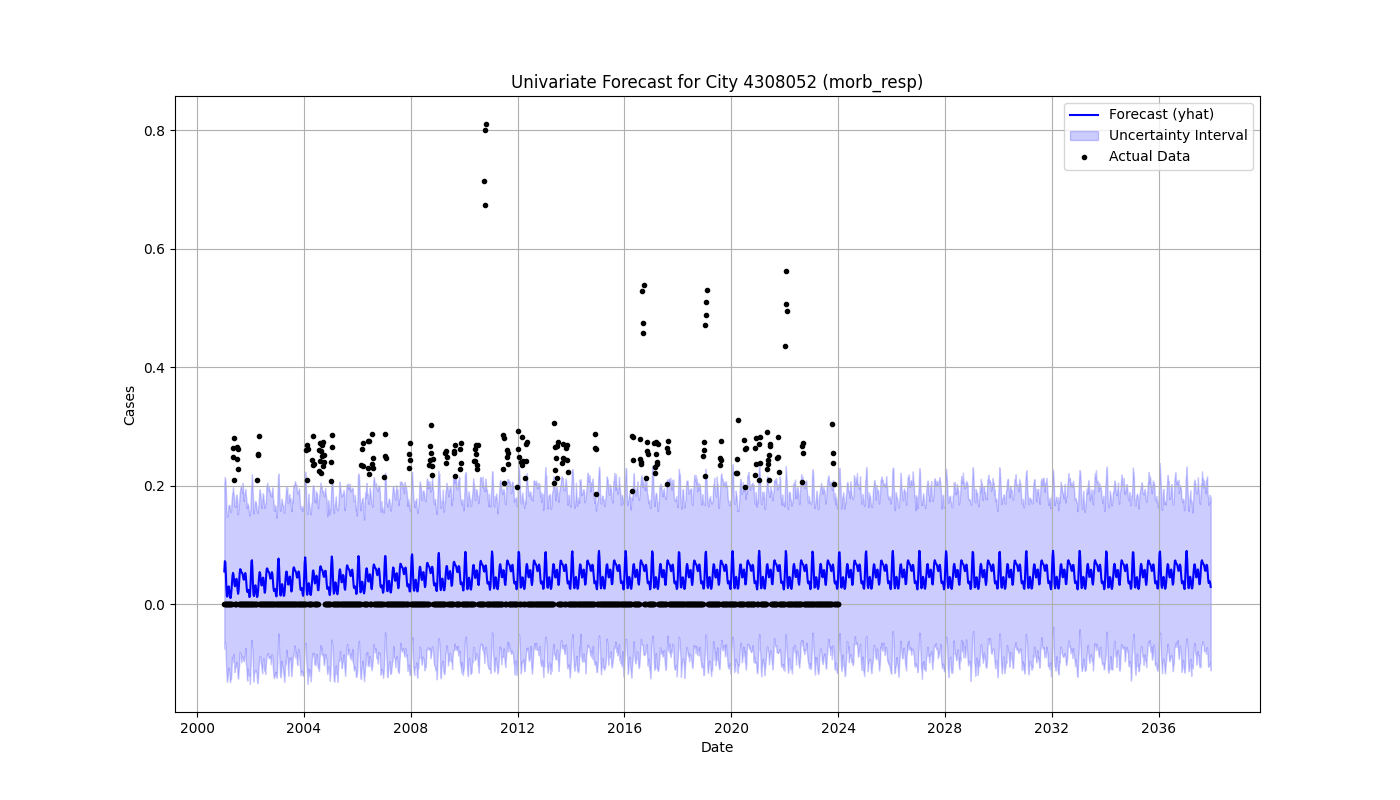 Univariate Forecast for City 4308052 (morb_resp)
Forecast (yhat)
Uncertainty Interval
Actual Data
Cases
0.8
0.6
0.4
0.2
0.0
2000 2004 2008 2012 2016 2020 2024 2028 2032 2036
Date